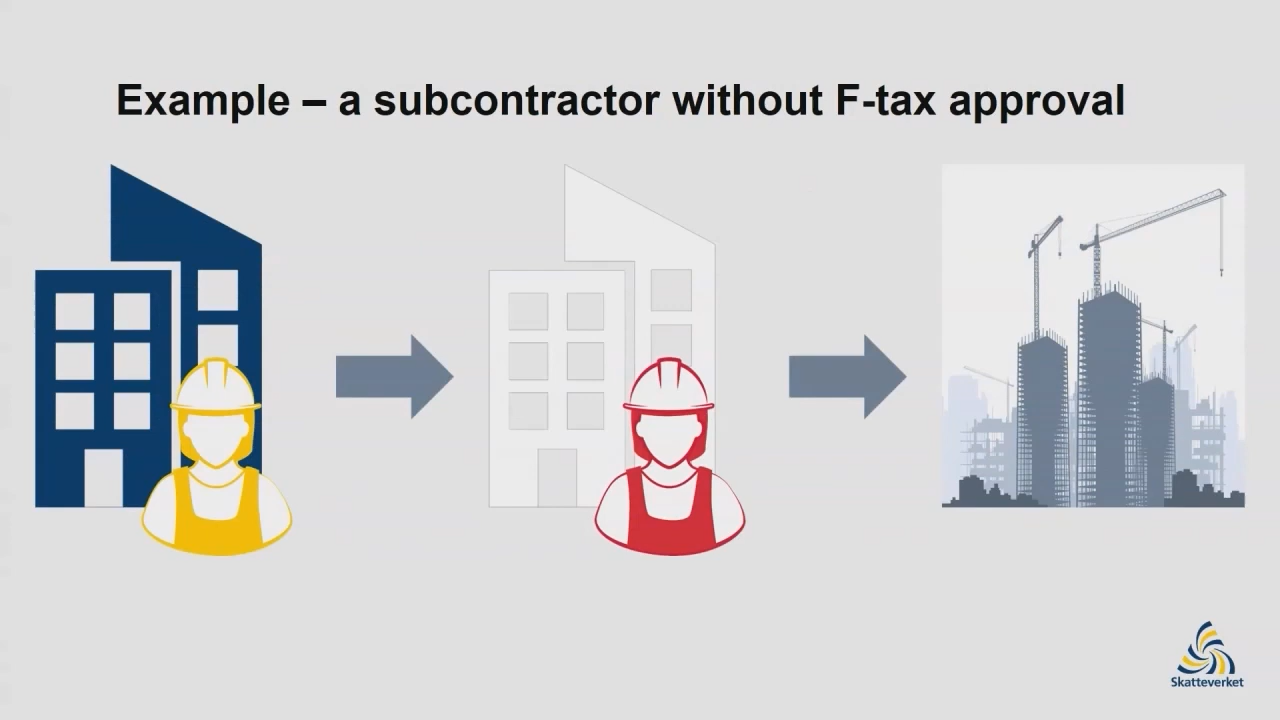 Example – a subcontractor without F-tax approval
Skatteverket